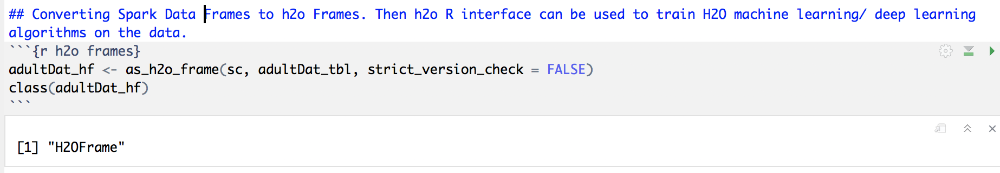 ## Converting Spark Data Frames to h2o Frames. Then h2o R interface can be used to train H2O machine learning/ deep learning
algorithms on the data.
```{r h2o frames}
adultDat_hf <- as_h2o_frame(sc, adultDat_tbl, strict_version_check = FALSE)
class(adultDat_hf)
```
[1] "H2OFrame"